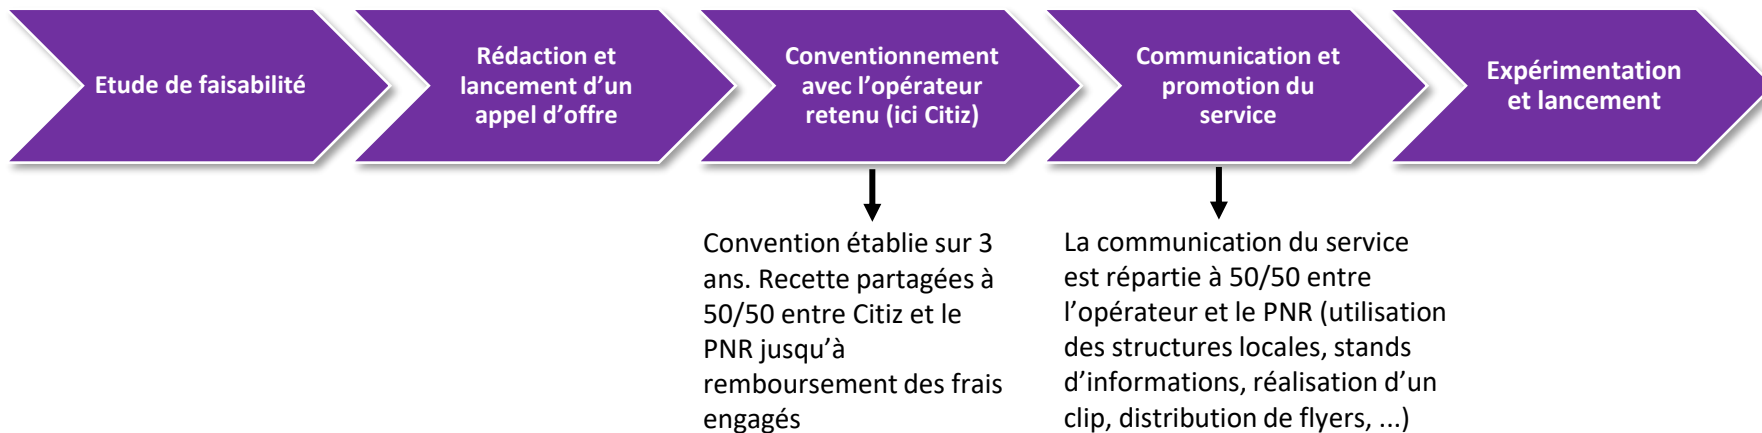 Etude de faisabilité
Rédaction et
lancement d'un
appel d'offre
Conventionnement
avec l'opérateur
retenu (ici Citiz)
Communication et
promotion du
service
Expérimentation
et lancement
Convention établie sur 3
ans. Recette partagées à
50/50 entre Citiz et le
PNR jusqu'à
remboursement des frais
engagés
La communication du service
est répartie à 50/50 entre
l'opérateur et le PNR (utilisation
des structures locales, stands
d'informations, réalisation d'un
clip, distribution de flyers, ...)